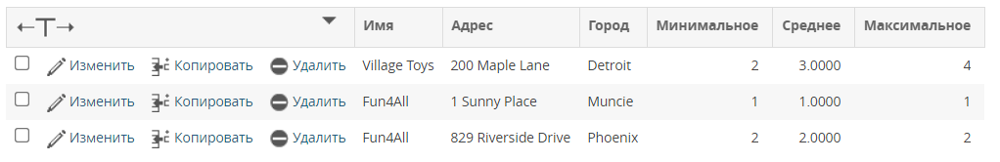 Имя Адрес Город Минимальное Среднее Максимальное
Изменить Копировать Удалить Village Toys 200 Maple Lane Detroit 2 3.0000 4
Изменить Копировать Удалить Fun4All 1 Sunny Place Muncie 1 1.0000 1
Изменить Копировать Удалить Fun4All 829 Riverside Drive Phoenix 2 2.0000 2